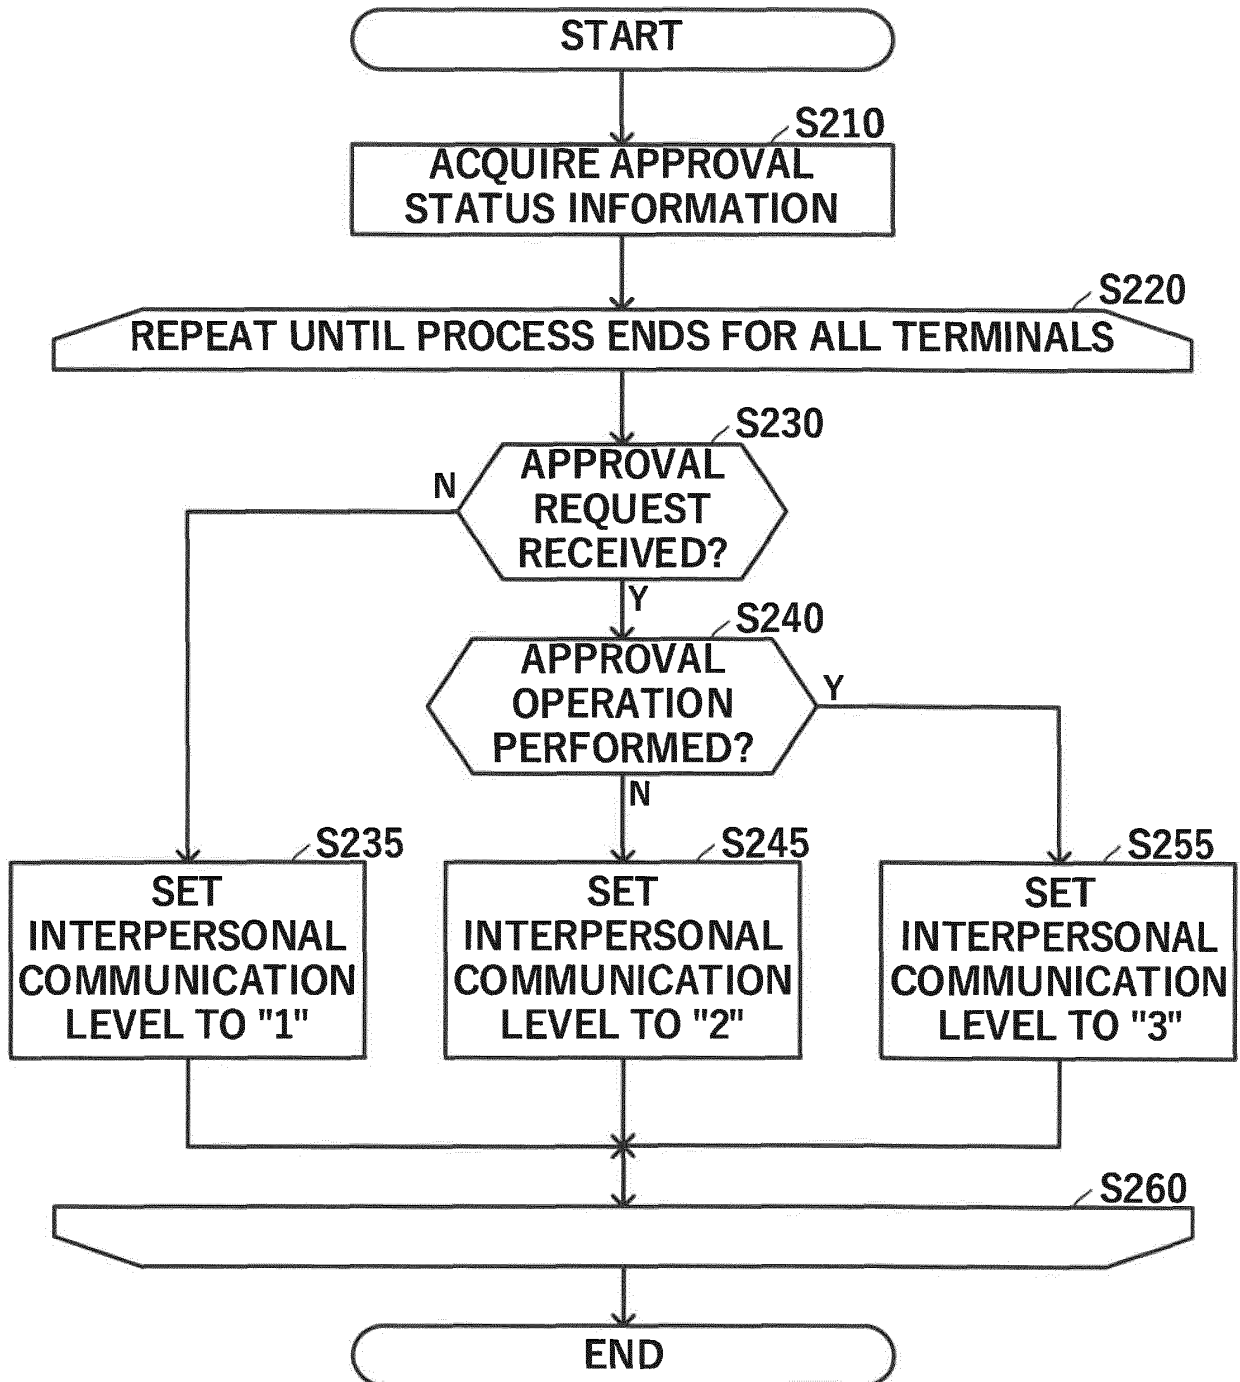 START
S210
ACQUIRE APPROVAL
STATUS INFORMATION
S220
REPEAT UNTIL PROCESS ENDS FOR ALL TERMINALS
S230
APPROVAL
REQUEST
RECEIVED?
N
Y
S240
APPROVAL
OPERATION
PERFORMED?
Y
N
S235
SET
INTERPERSONAL
COMMUNICATION
LEVEL TO "1"
S245
SET
INTERPERSONAL
COMMUNICATION
LEVEL TO "2"
S255
SET
INTERPERSONAL
COMMUNICATION
LEVEL TO "3"
S260
END